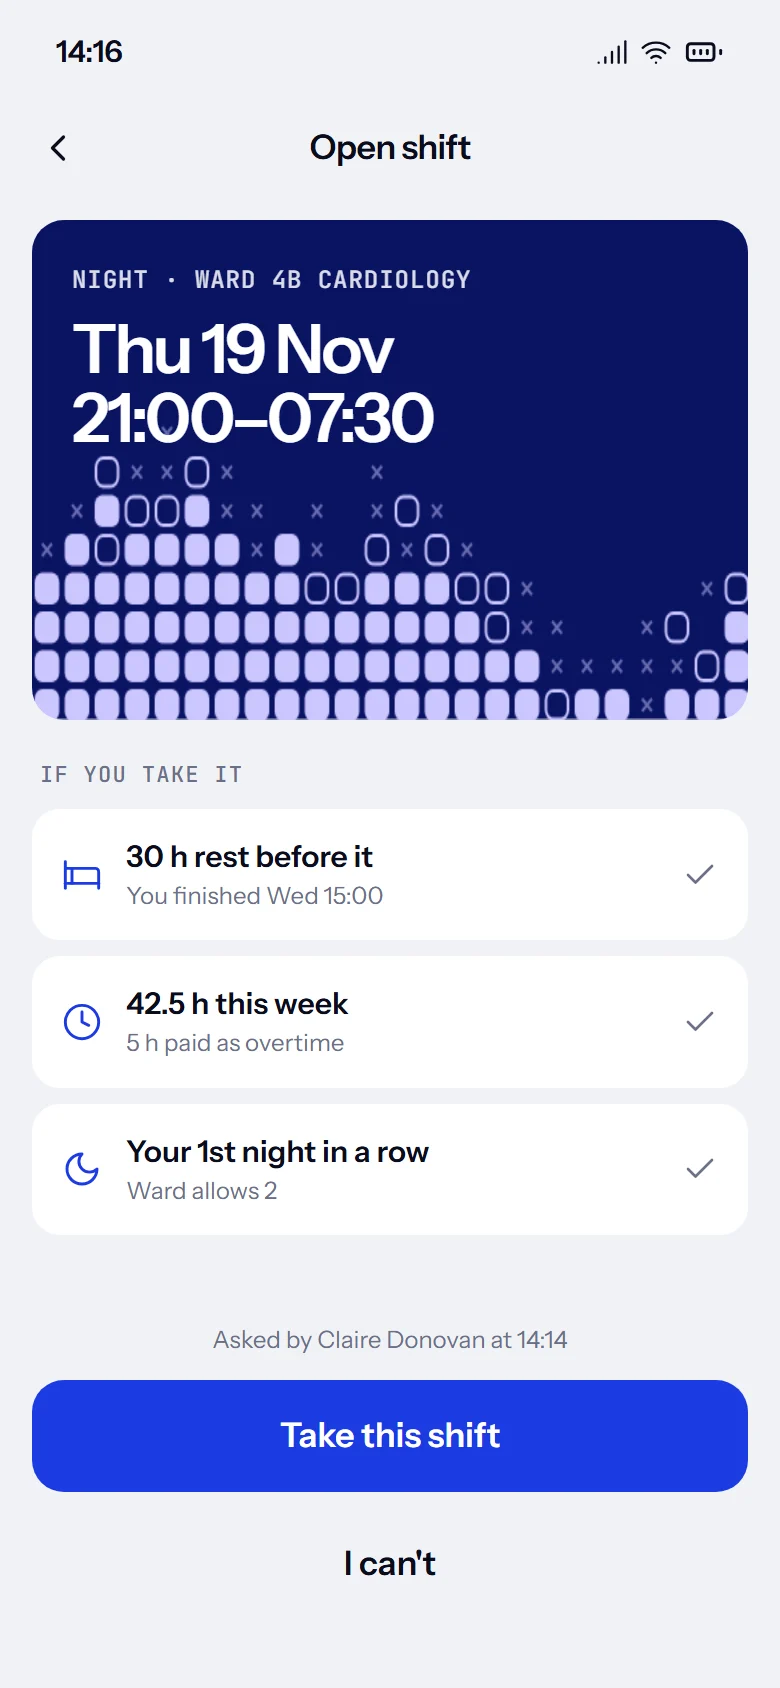 14:16
Open shift
NIGHT · WARD 4B CARDIOLOGY
Thu 19 Nov
21:00–07:30
IF YOU TAKE IT
30 h rest before it
You finished Wed 15:00
42.5 h this week
5 h paid as overtime
Your 1st night in a row
Ward allows 2
Asked by Claire Donovan at 14:14
Take this shift
I can't